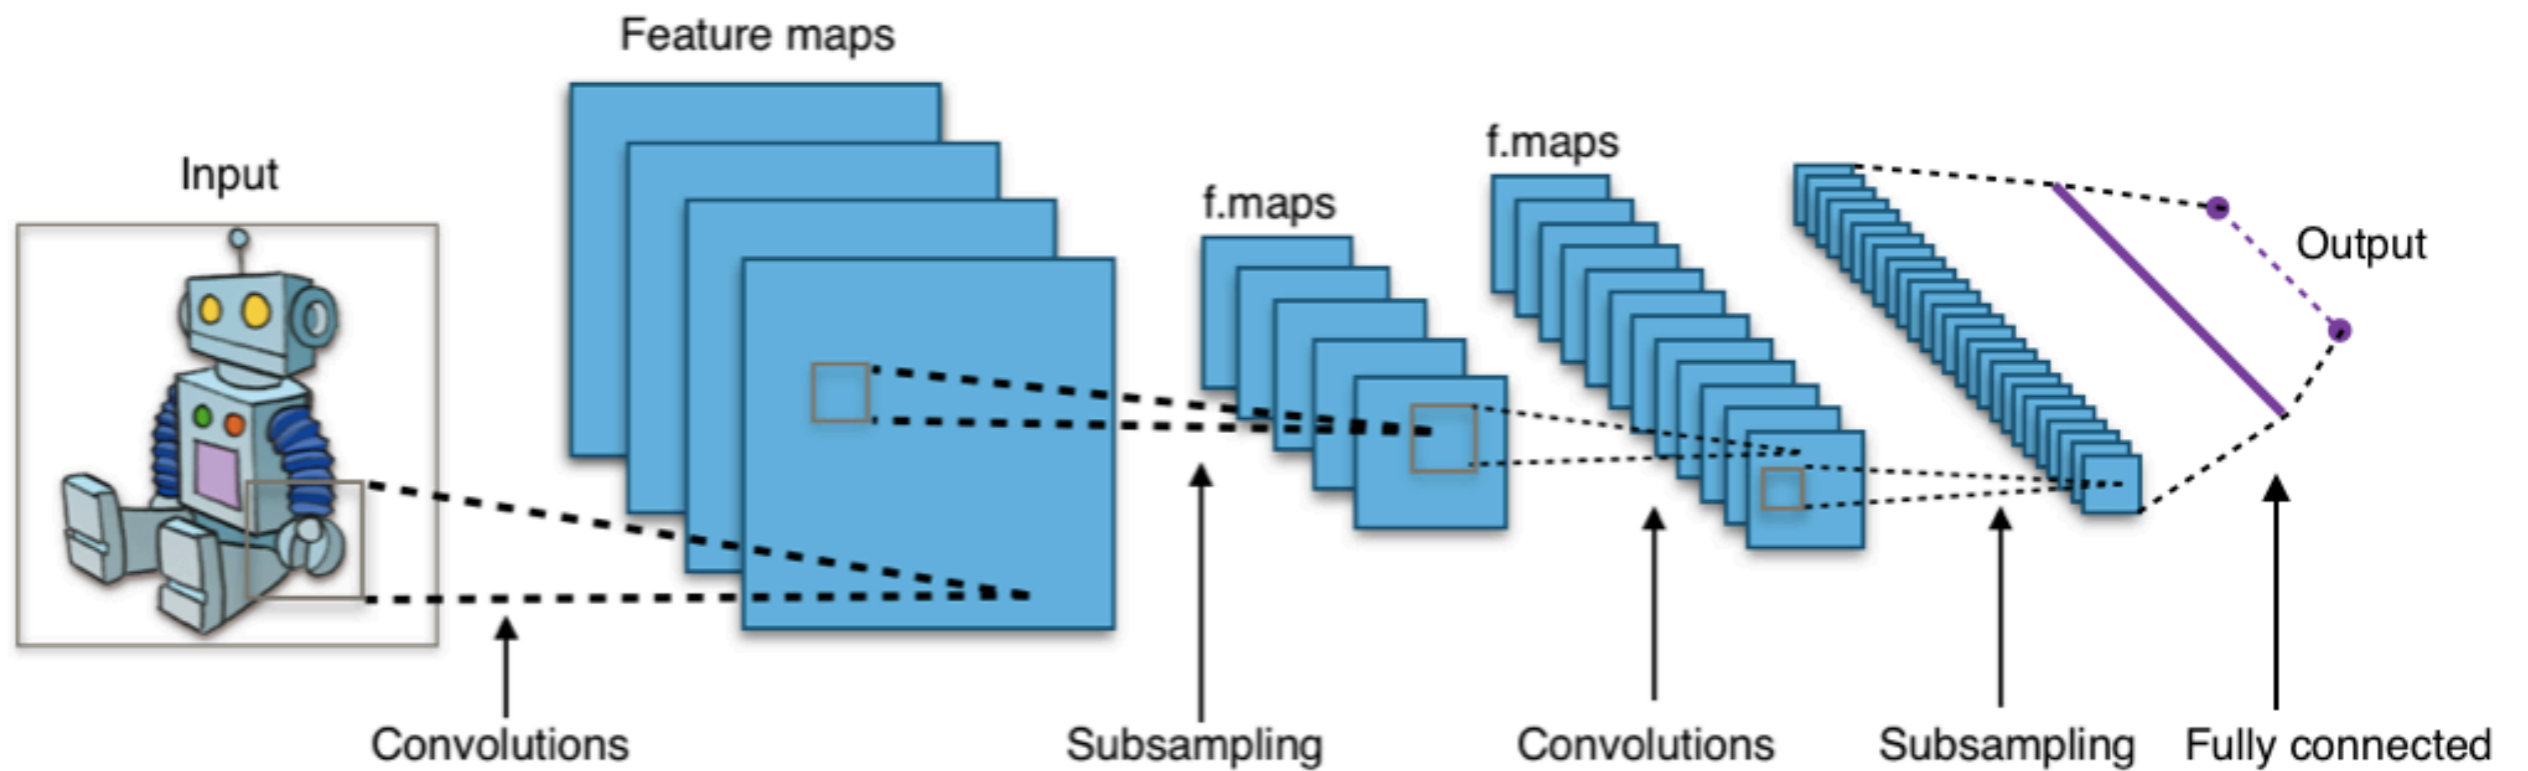 Feature maps
Input
f.maps
f.maps
Output
Convolutions
Subsampling
Convolutions
Subsampling
Fully connected